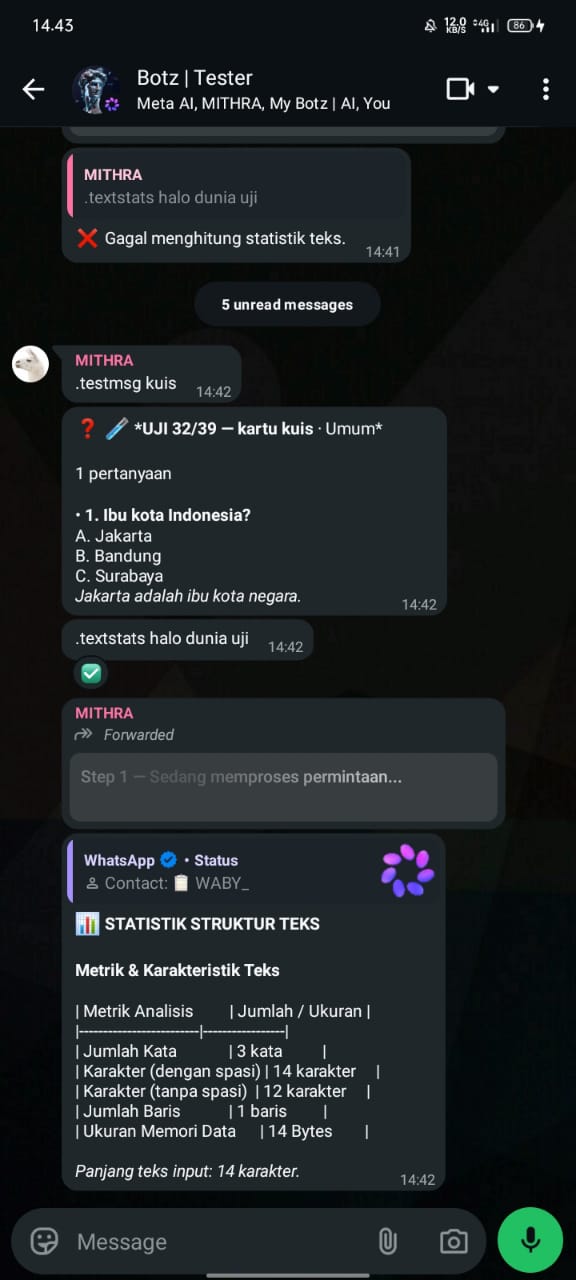 14.43
12.0 KB/S 4G 86
Botz | Tester
Meta AI, MITHRA, My Botz | AI, You
MITHRA
.textstats halo dunia uji
❌ Gagal menghitung statistik teks.
14:41
5 unread messages
MITHRA
.testmsg kuis
14:42
❓ 🧪 *UJI 32/39 — kartu kuis · Umum*
1 pertanyaan
• 1. Ibu kota Indonesia?
A. Jakarta
B. Bandung
C. Surabaya
Jakarta adalah ibu kota negara.
14:42
.textstats halo dunia uji
14:42
✅
MITHRA
Forwarded
Step 1 — Sedang memproses permintaan...
WhatsApp • Status
Contact: 📋 WABY_
📊 STATISTIK STRUKTUR TEKS
Metrik & Karakteristik Teks
| Metrik Analisis | Jumlah / Ukuran |
|-------------------------|-----------------|
| Jumlah Kata | 3 kata |
| Karakter (dengan spasi) | 14 karakter |
| Karakter (tanpa spasi) | 12 karakter |
| Jumlah Baris | 1 baris |
| Ukuran Memori Data | 14 Bytes |
Panjang teks input: 14 karakter.
14:42
Message